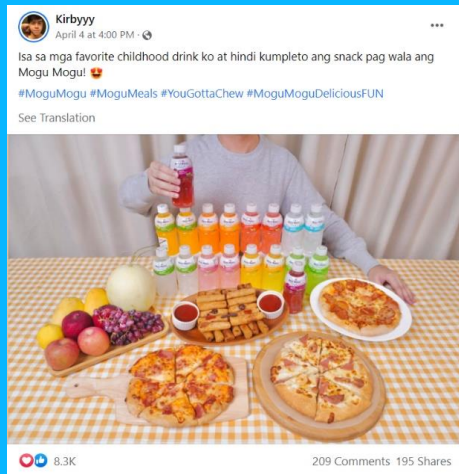 Kirbyyy
April 4 at 4:00 PM ·
Isa sa mga favorite childhood drink ko at hindi kumpleto ang snack pag wala ang
Mogu Mogu! 😍
#MoguMogu #MoguMeals #YouGottaChew #MoguMoguDeliciousFUN
See Translation
8.3K 209 Comments 195 Shares